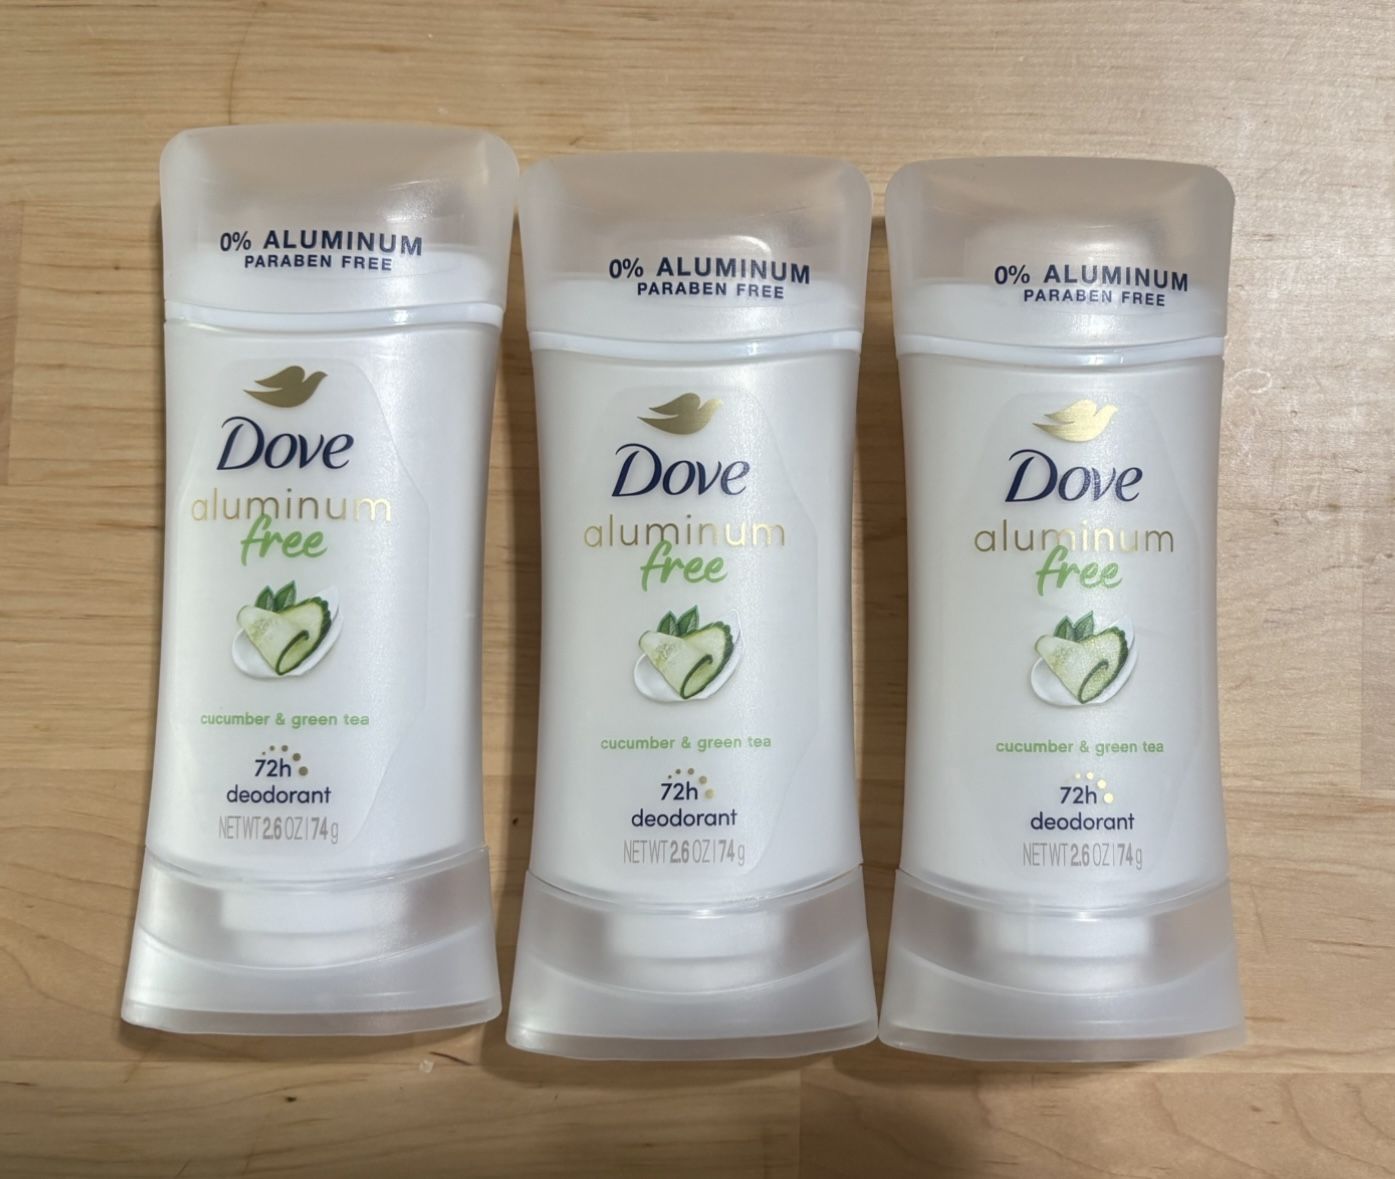 0% ALUMINUM
PARABEN FREE
Dove
aluminum
free
cucumber & green tea
72h
deodorant
NET WT 2.6 OZ | 74 g
0% ALUMINUM
PARABEN FREE
Dove
aluminum
free
cucumber & green tea
72h
deodorant
NET WT 2.6 OZ | 74 g
0% ALUMINUM
PARABEN FREE
Dove
aluminum
free
cucumber & green tea
72h
deodorant
NET WT 2.6 OZ | 74 g